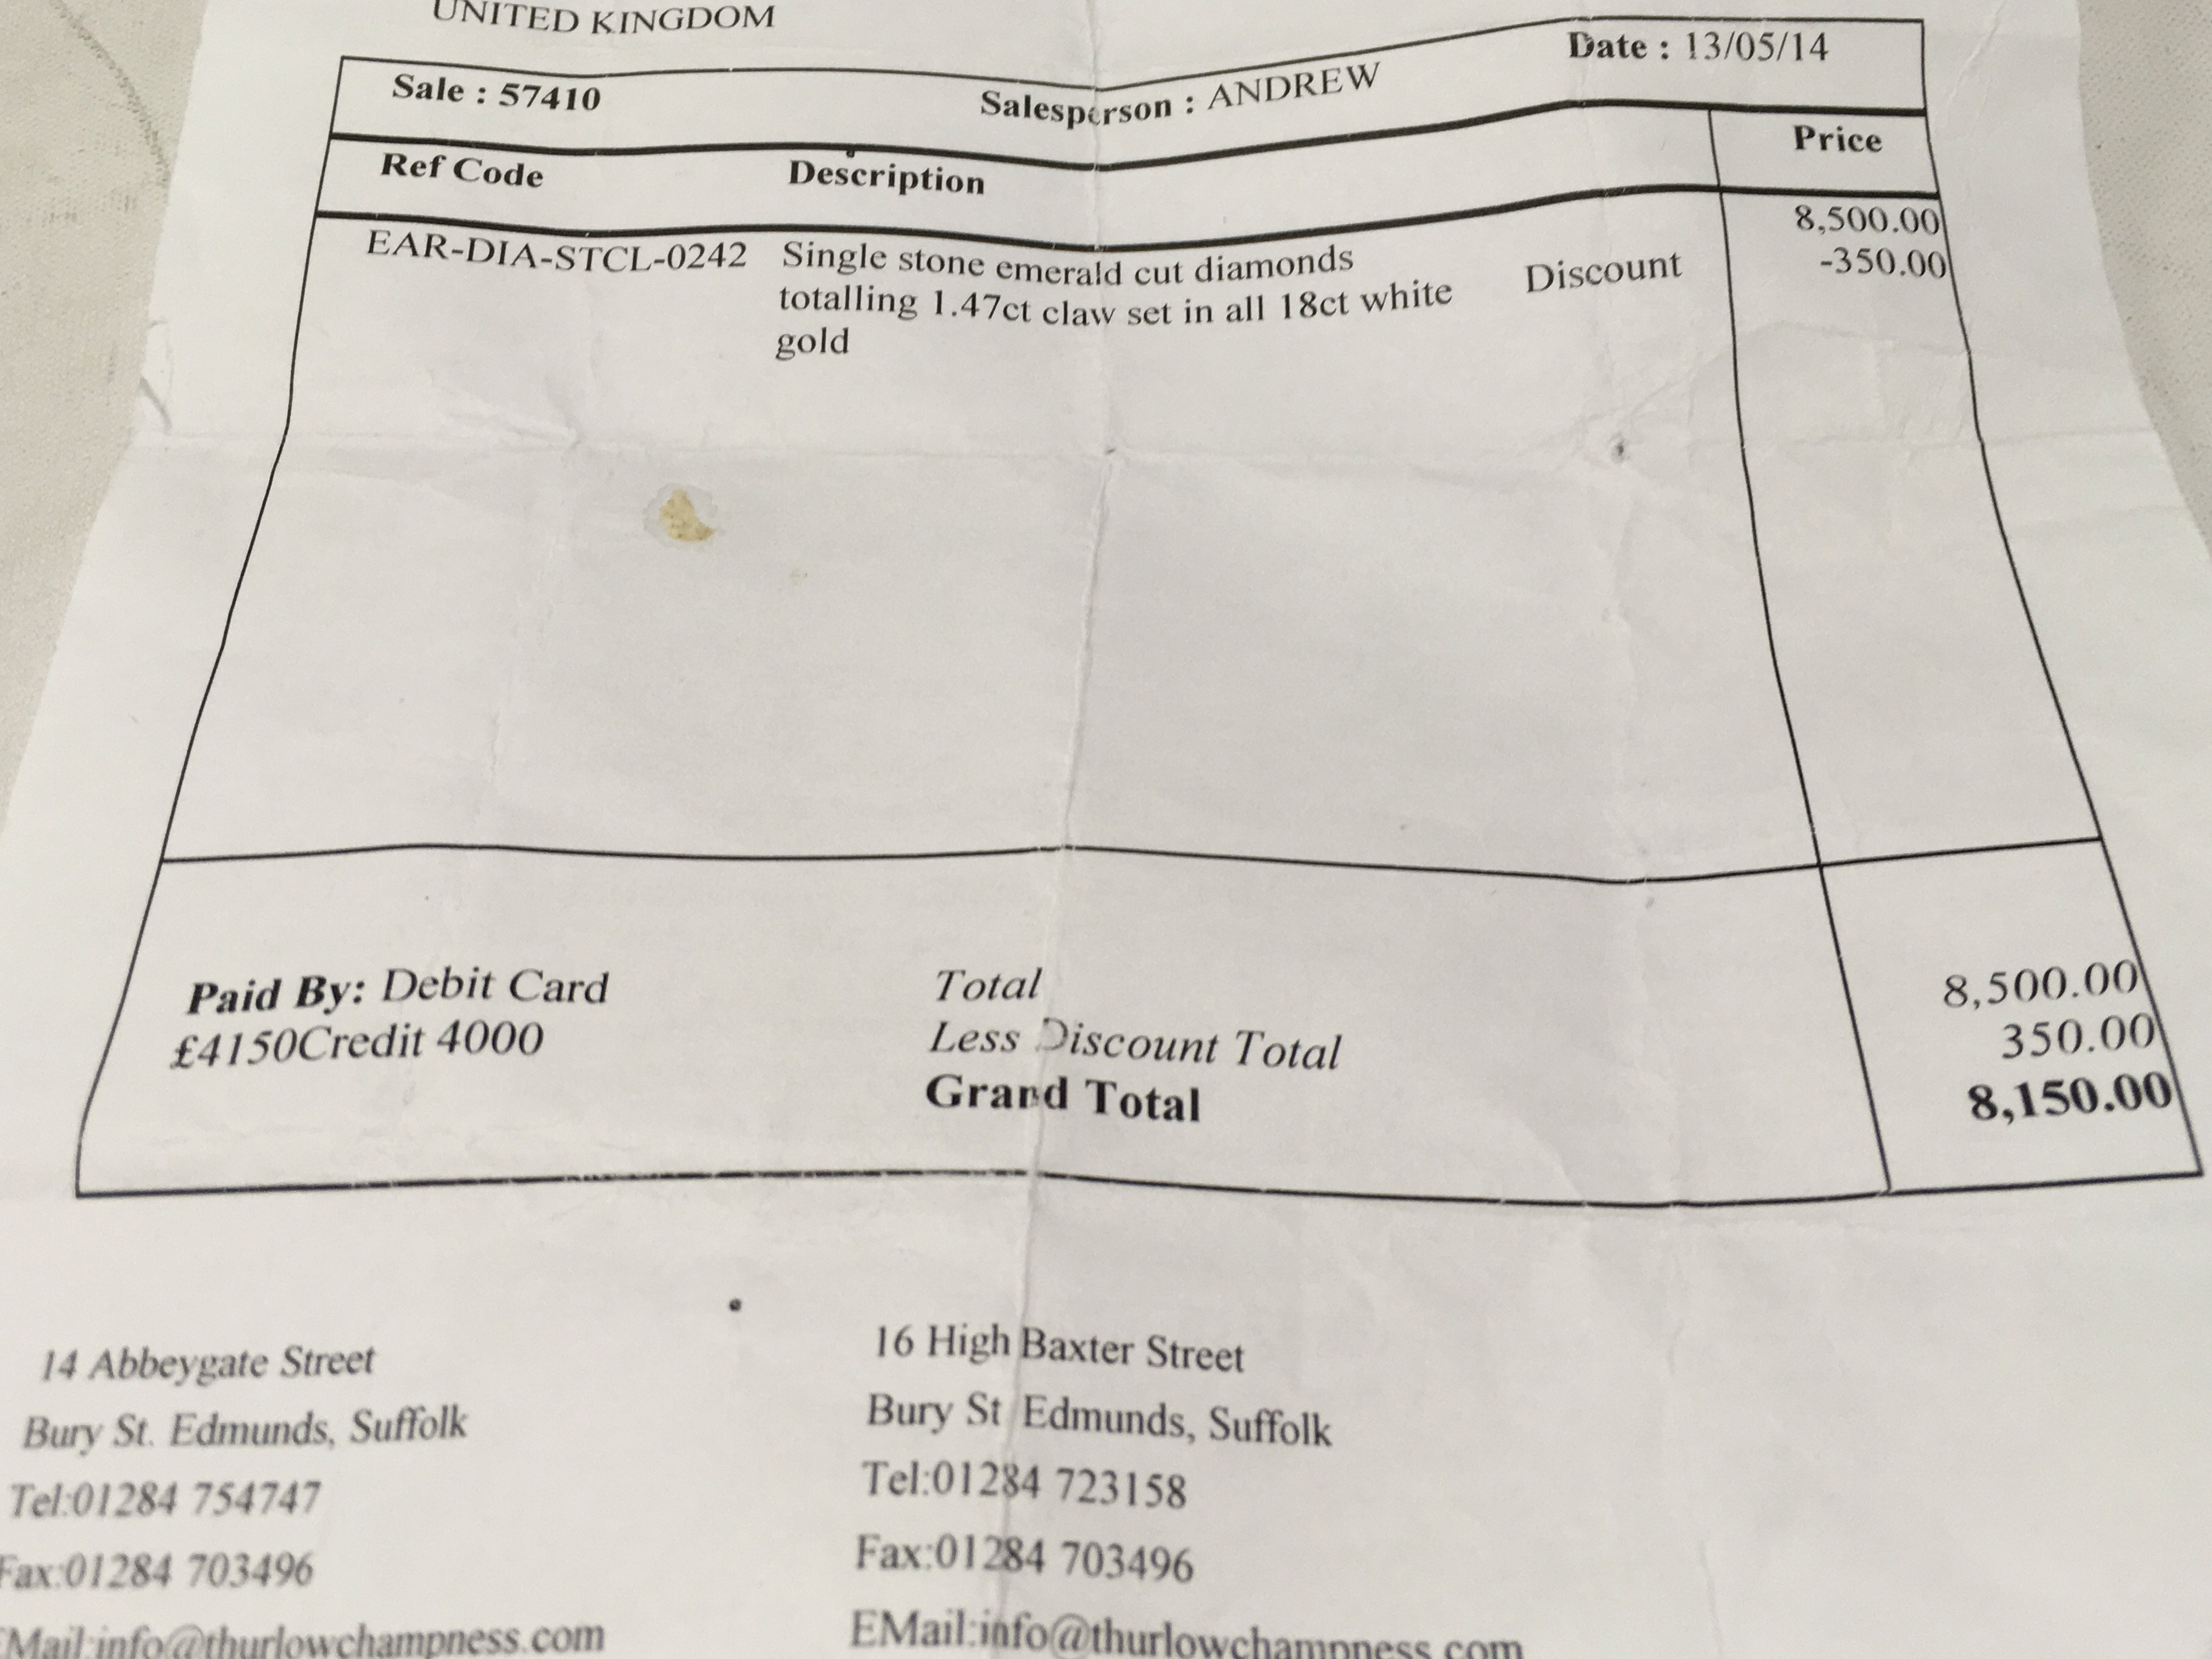 UNITED KINGDOM
Sale : 57410 Salesperson : ANDREW Date : 13/05/14
Ref Code Description Price
EAR-DIA-STCL-0242 Single stone emerald cut diamonds 8,500.00
totalling 1.47ct claw set in all 18ct white Discount -350.00
gold
Paid By: Debit Card Total 8,500.00
£4150Credit 4000 Less Discount Total 350.00
Grand Total 8,150.00
14 Abbeygate Street 16 High Baxter Street
Bury St. Edmunds, Suffolk Bury St Edmunds, Suffolk
Tel:01284 754747 Tel:01284 723158
Fax:01284 703496 Fax:01284 703496
EMail:info@thurlowchampness.com EMail:info@thurlowchampness.com